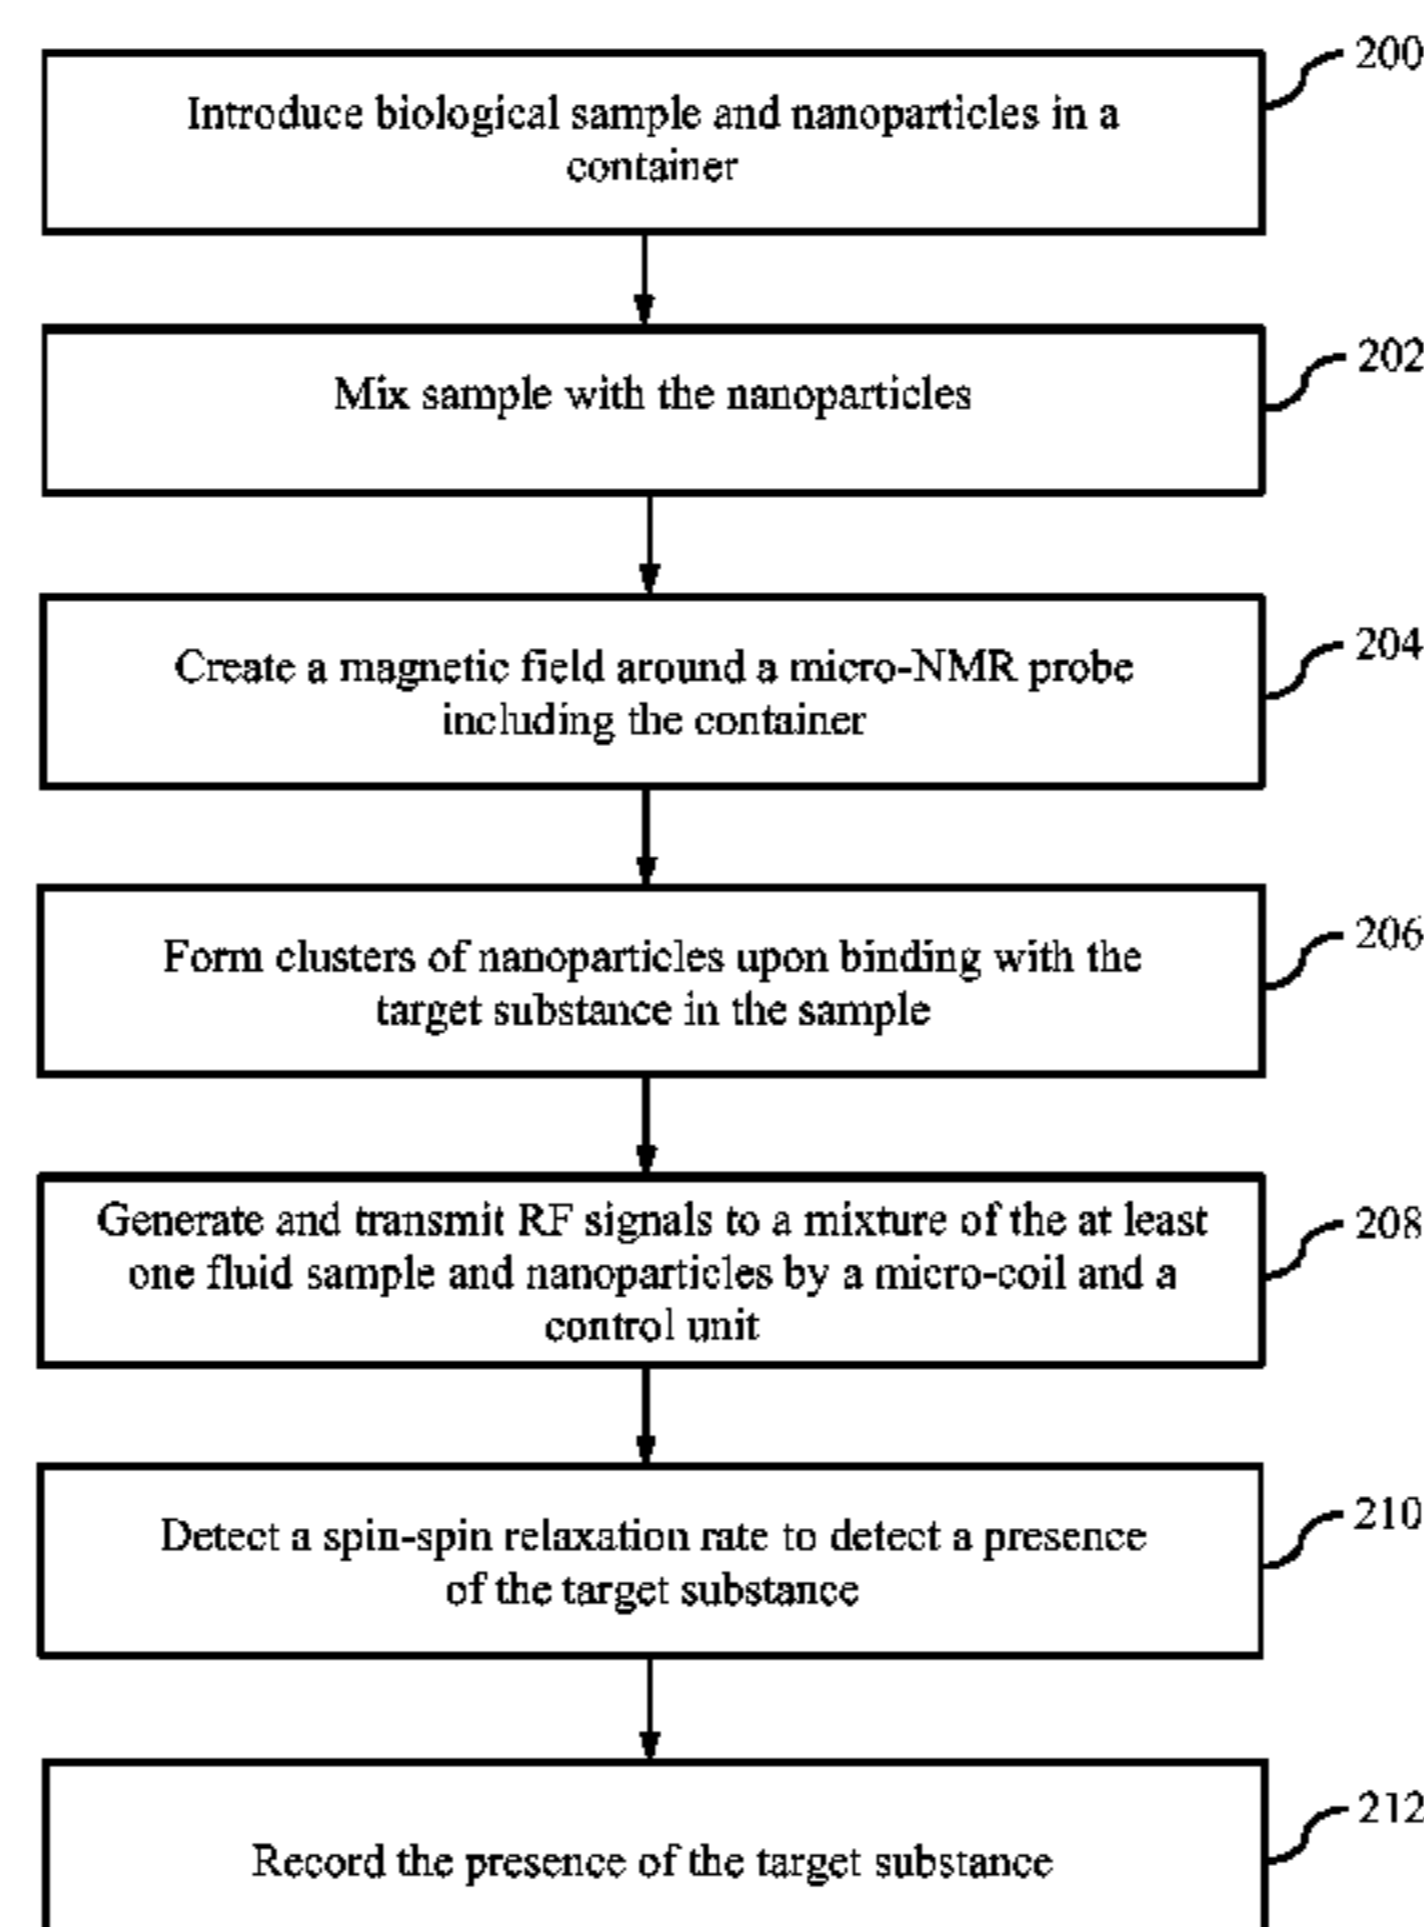 200
Introduce biological sample and nanoparticles in a
container
202
Mix sample with the nanoparticles
204
Create a magnetic field around a micro-NMR probe
including the container
206
Form clusters of nanoparticles upon binding with the
target substance in the sample
208
Generate and transmit RF signals to a mixture of the at least
one fluid sample and nanoparticles by a micro-coil and a
control unit
210
Detect a spin-spin relaxation rate to detect a presence
of the target substance
212
Record the presence of the target substance